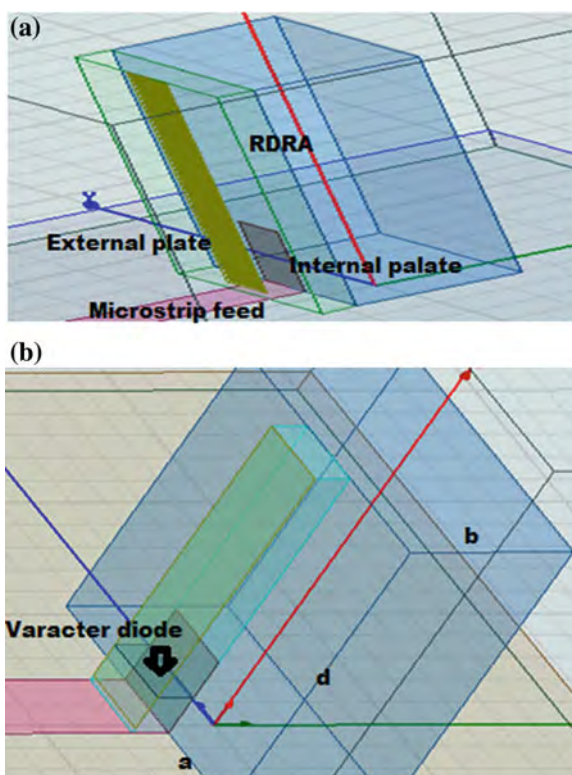 (a)
RDRA
Y
External plate
Internal palate
Microstrip feed
(b)
b
Varacter diode
d
a